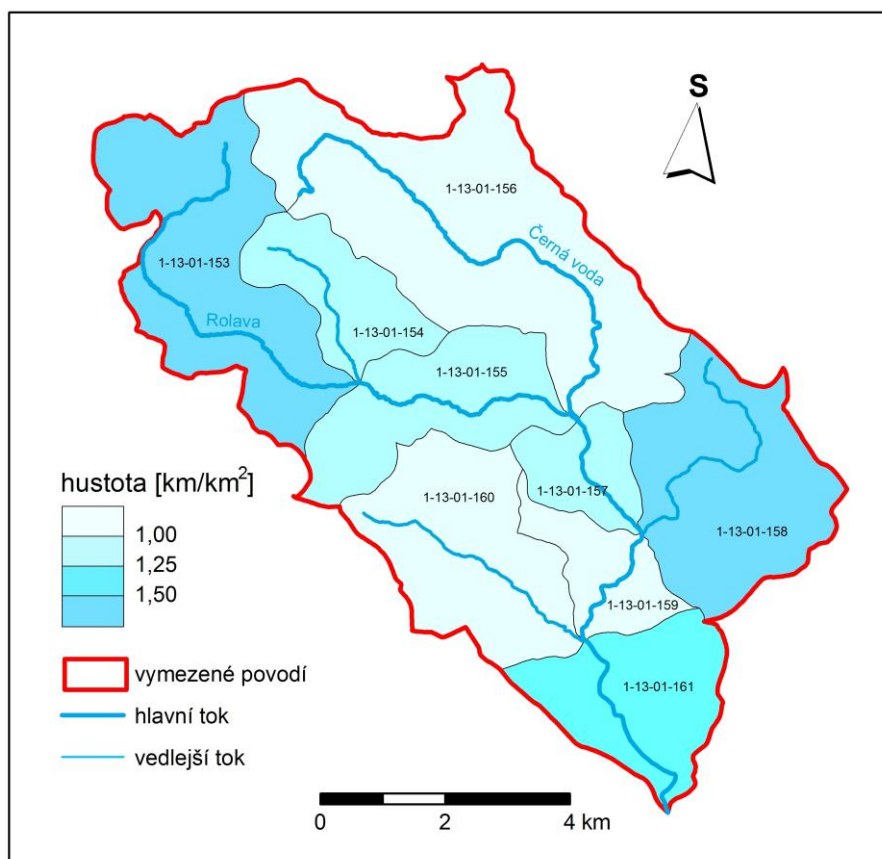 S
1-13-01-156
Černá voda
1-13-01-153
Rolava
1-13-01-154
1-13-01-155
hustota [km/km²]
1,00
1,25
1,50
1-13-01-160
1-13-01-157
1-13-01-158
1-13-01-159
1-13-01-161
vymezené povodí
hlavní tok
vedlejší tok
0 2 4 km